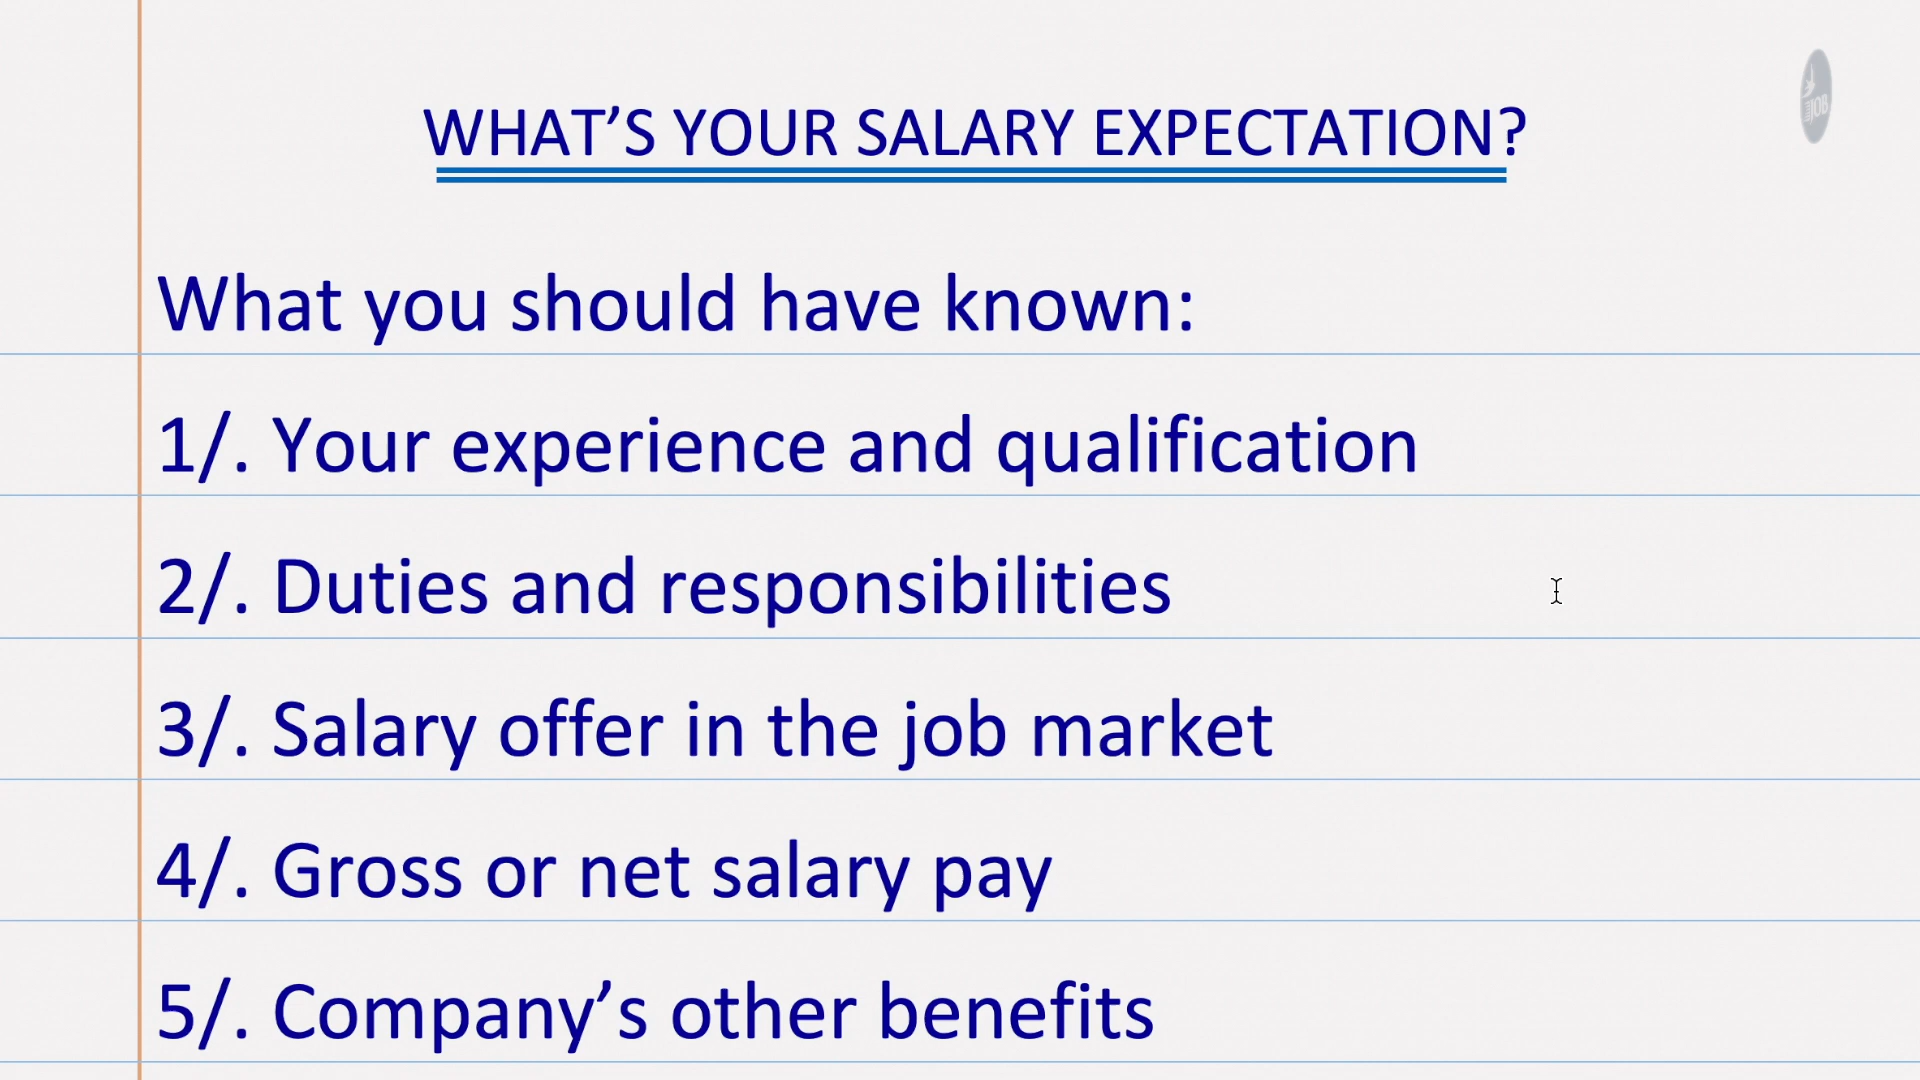 WHAT’S YOUR SALARY EXPECTATION?
JOB
What you should have known:
1/. Your experience and qualification
2/. Duties and responsibilities
3/. Salary offer in the job market
4/. Gross or net salary pay
5/. Company’s other benefits